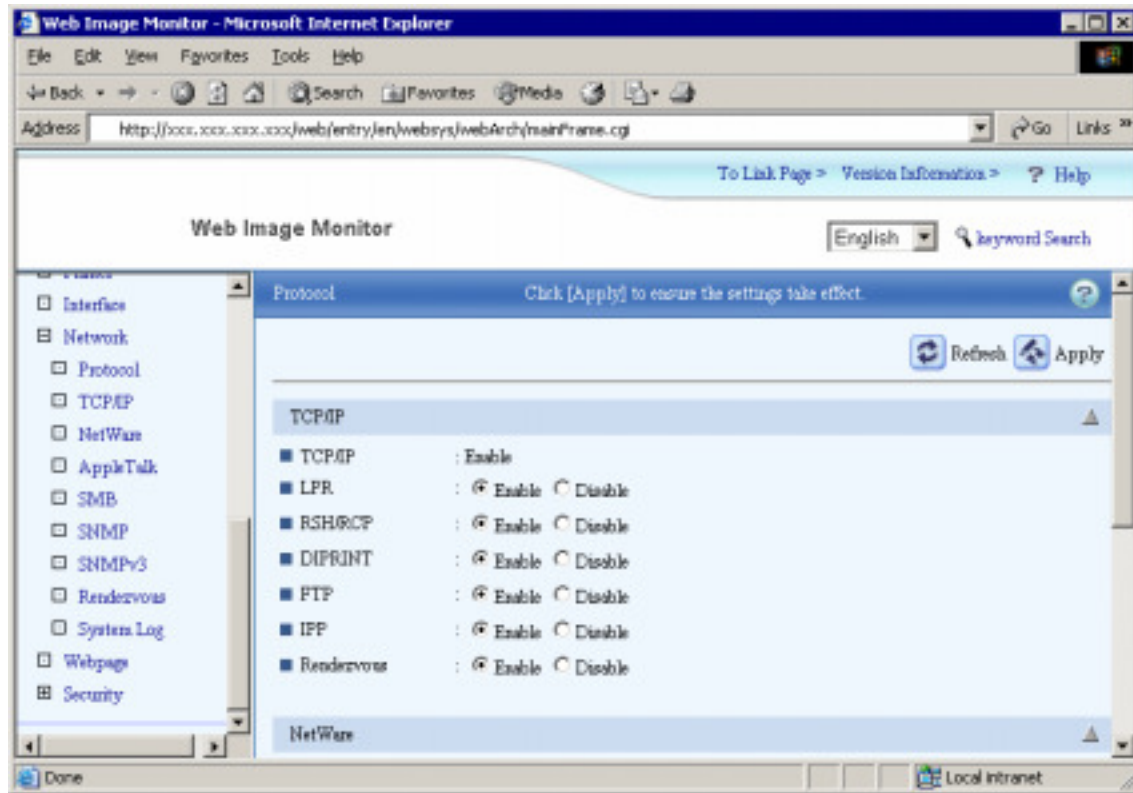 Web Image Monitor - Microsoft Internet Explorer
File Edit View Favorites Tools Help
Back Search Favorites Media
Address http://xxx.xxx.xxx.xxx/web/entry/en/websys/webArch/mainFrame.cgi Go Links »
To Link Page > Version Information > ? Help
Web Image Monitor
English keyword Search
Interface
Network
Protocol
TCP/IP
NetWare
AppleTalk
SMB
SNMP
SNMPv3
Rendezvous
System Log
Webpage
Security
Protocol Click [Apply] to ensure the settings take effect. ?
Refresh Apply
TCP/IP
TCP/IP : Enable
LPR : Enable Disable
RSH/RCP : Enable Disable
DIPRINT : Enable Disable
FTP : Enable Disable
IPP : Enable Disable
Rendezvous : Enable Disable
NetWare
Done Local intranet